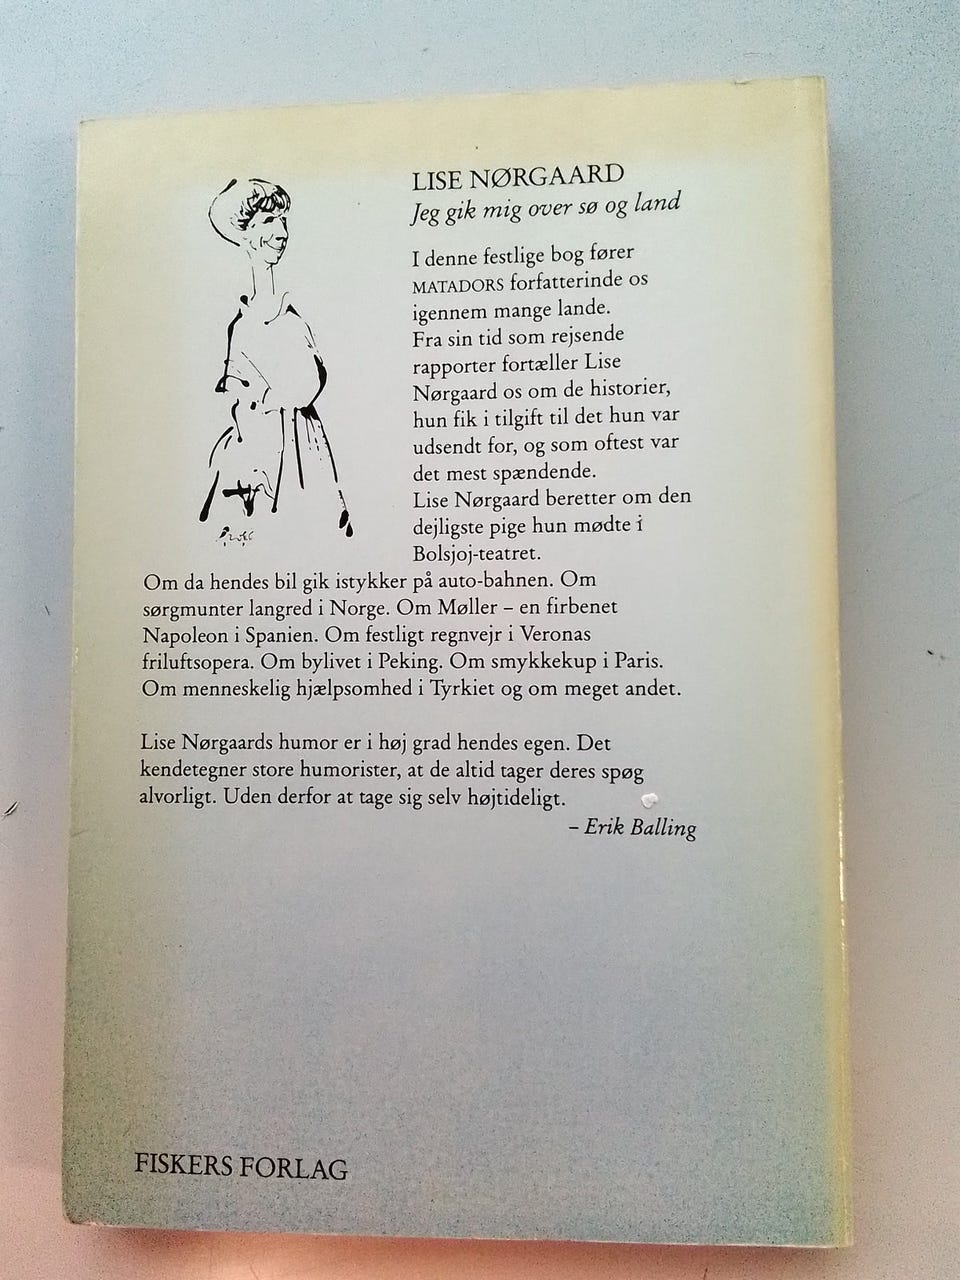 LISE NØRGAARD
Jeg gik mig over sø og land
I denne festlige bog fører
MATADORS forfatterinde os
igennem mange lande.
Fra sin tid som rejsende
rapporter fortæller Lise
Nørgaard os om de historier,
hun fik i tilgift til det hun var
udsendt for, og som oftest var
det mest spændende.
Lise Nørgaard beretter om den
dejligste pige hun mødte i
Bolsjoj-teatret.
Om da hendes bil gik istykker på auto-bahnen. Om
sørgmunter langred i Norge. Om Møller – en firbenet
Napoleon i Spanien. Om festligt regnvejr i Veronas
friluftsopera. Om bylivet i Peking. Om smykkekup i Paris.
Om menneskelig hjælpsomhed i Tyrkiet og om meget andet.
Lise Nørgaards humor er i høj grad hendes egen. Det
kendetegner store humorister, at de altid tager deres spøg
alvorligt. Uden derfor at tage sig selv højtideligt.
– Erik Balling
FISKERS FORLAG